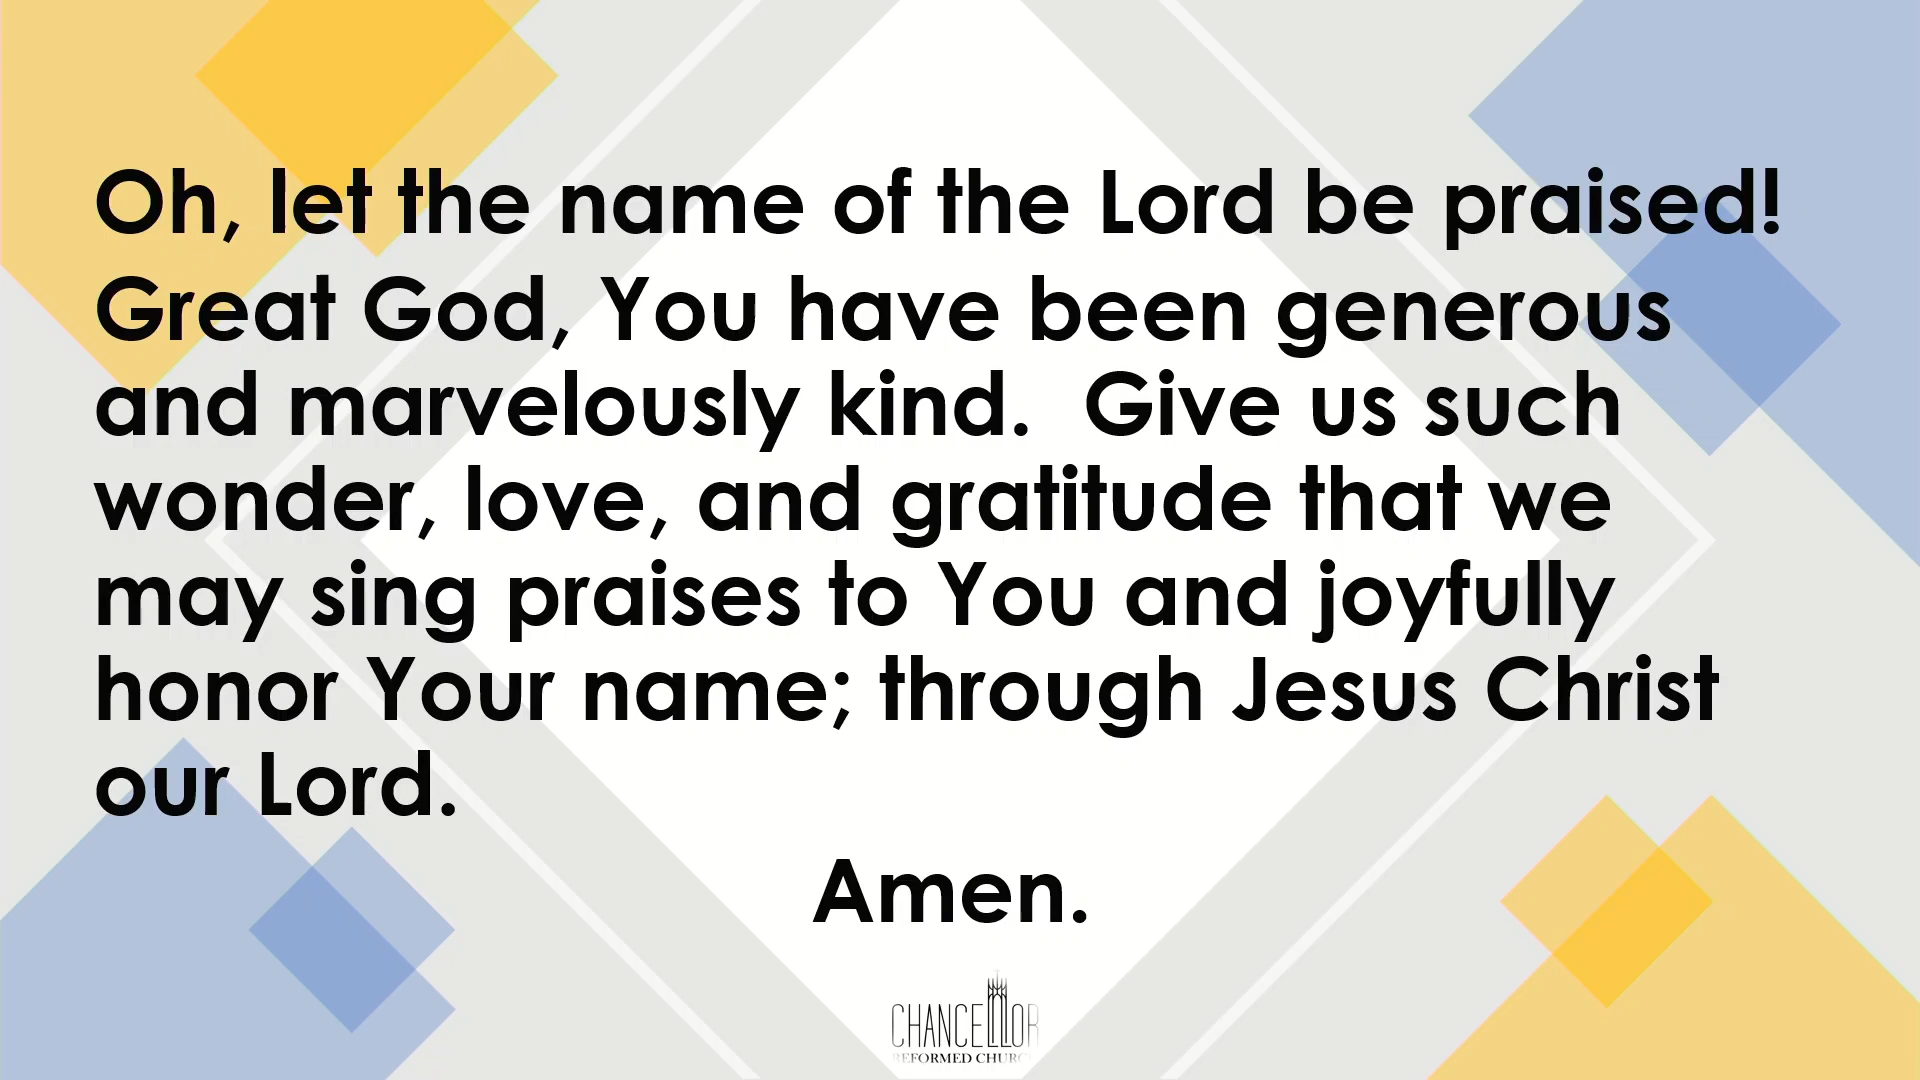 Oh, let the name of the Lord be praised!
Great God, You have been generous
and marvelously kind.  Give us such
wonder, love, and gratitude that we
may sing praises to You and joyfully
honor Your name; through Jesus Christ
our Lord.
Amen.
CHANCELLOR
REFORMED CHURCH